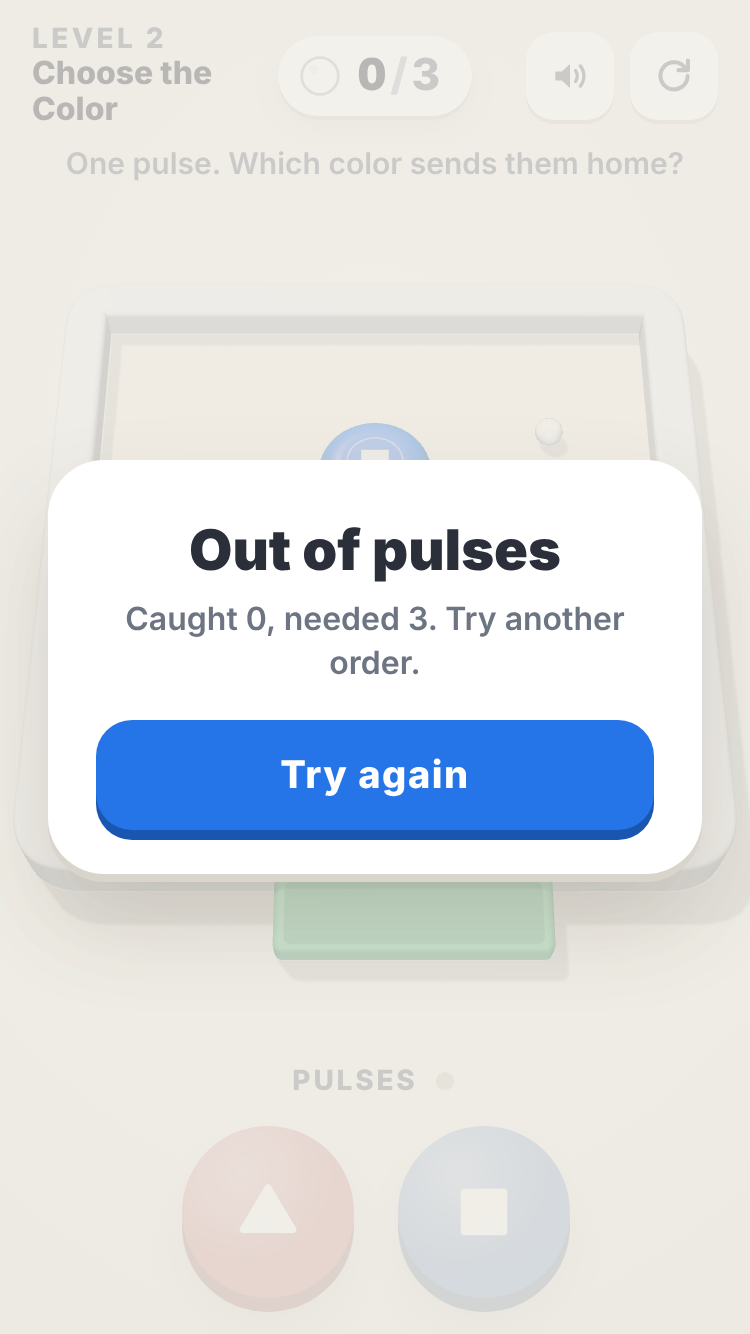 LEVEL 2
Choose the
Color
0/3
One pulse. Which color sends them home?
Out of pulses
Caught 0, needed 3. Try another
order.
Try again
PULSES